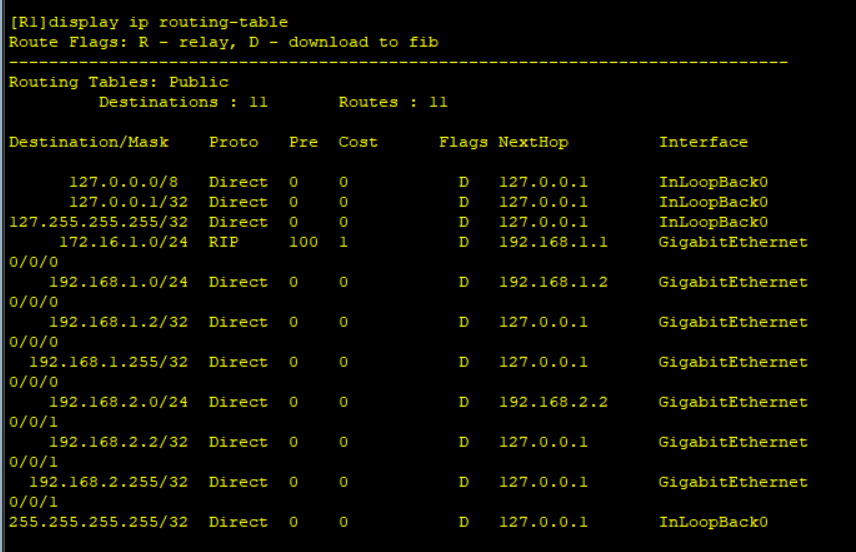 [R1]display ip routing-table
Route Flags: R - relay, D - download to fib
------------------------------------------------------------------------------
Routing Tables: Public
         Destinations : 11       Routes : 11

Destination/Mask    Proto   Pre  Cost      Flags NextHop         Interface

      127.0.0.0/8   Direct  0    0           D   127.0.0.1       InLoopBack0
      127.0.0.1/32  Direct  0    0           D   127.0.0.1       InLoopBack0
127.255.255.255/32  Direct  0    0           D   127.0.0.1       InLoopBack0
     172.16.1.0/24  RIP     100  1           D   192.168.1.1     GigabitEthernet
0/0/0
    192.168.1.0/24  Direct  0    0           D   192.168.1.2     GigabitEthernet
0/0/0
    192.168.1.2/32  Direct  0    0           D   127.0.0.1       GigabitEthernet
0/0/0
  192.168.1.255/32  Direct  0    0           D   127.0.0.1       GigabitEthernet
0/0/0
    192.168.2.0/24  Direct  0    0           D   192.168.2.2     GigabitEthernet
0/0/1
    192.168.2.2/32  Direct  0    0           D   127.0.0.1       GigabitEthernet
0/0/1
  192.168.2.255/32  Direct  0    0           D   127.0.0.1       GigabitEthernet
0/0/1
255.255.255.255/32  Direct  0    0           D   127.0.0.1       InLoopBack0